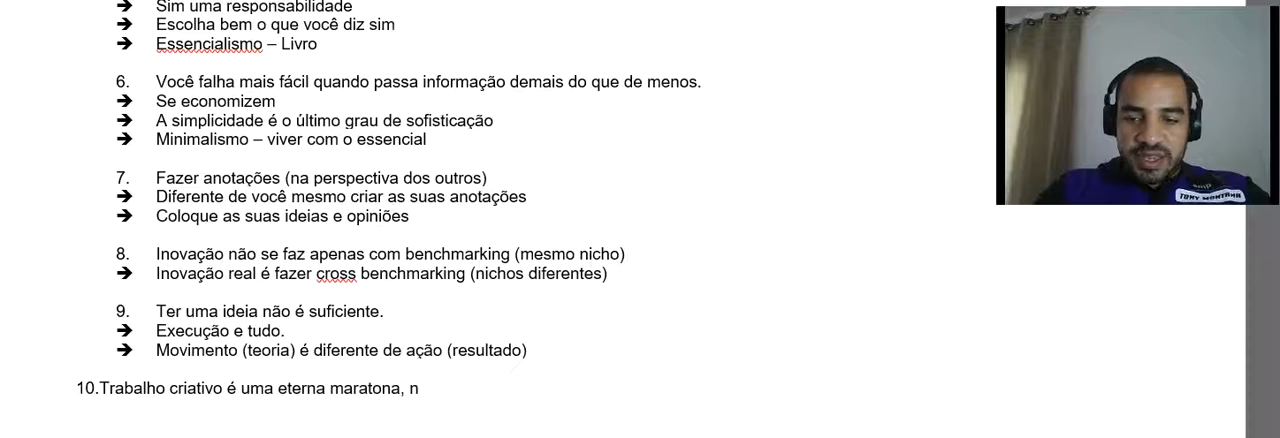 ➔ Sim uma responsabilidade
➔ Escolha bem o que você diz sim
➔ Essencialismo – Livro
6. Você falha mais fácil quando passa informação demais do que de menos.
➔ Se economizem
➔ A simplicidade é o último grau de sofisticação
➔ Minimalismo – viver com o essencial
7. Fazer anotações (na perspectiva dos outros)
➔ Diferente de você mesmo criar as suas anotações
➔ Coloque as suas ideias e opiniões
8. Inovação não se faz apenas com benchmarking (mesmo nicho)
➔ Inovação real é fazer cross benchmarking (nichos diferentes)
9. Ter uma ideia não é suficiente.
➔ Execução e tudo.
➔ Movimento (teoria) é diferente de ação (resultado)
10.Trabalho criativo é uma eterna maratona, n
TONY MONTANA